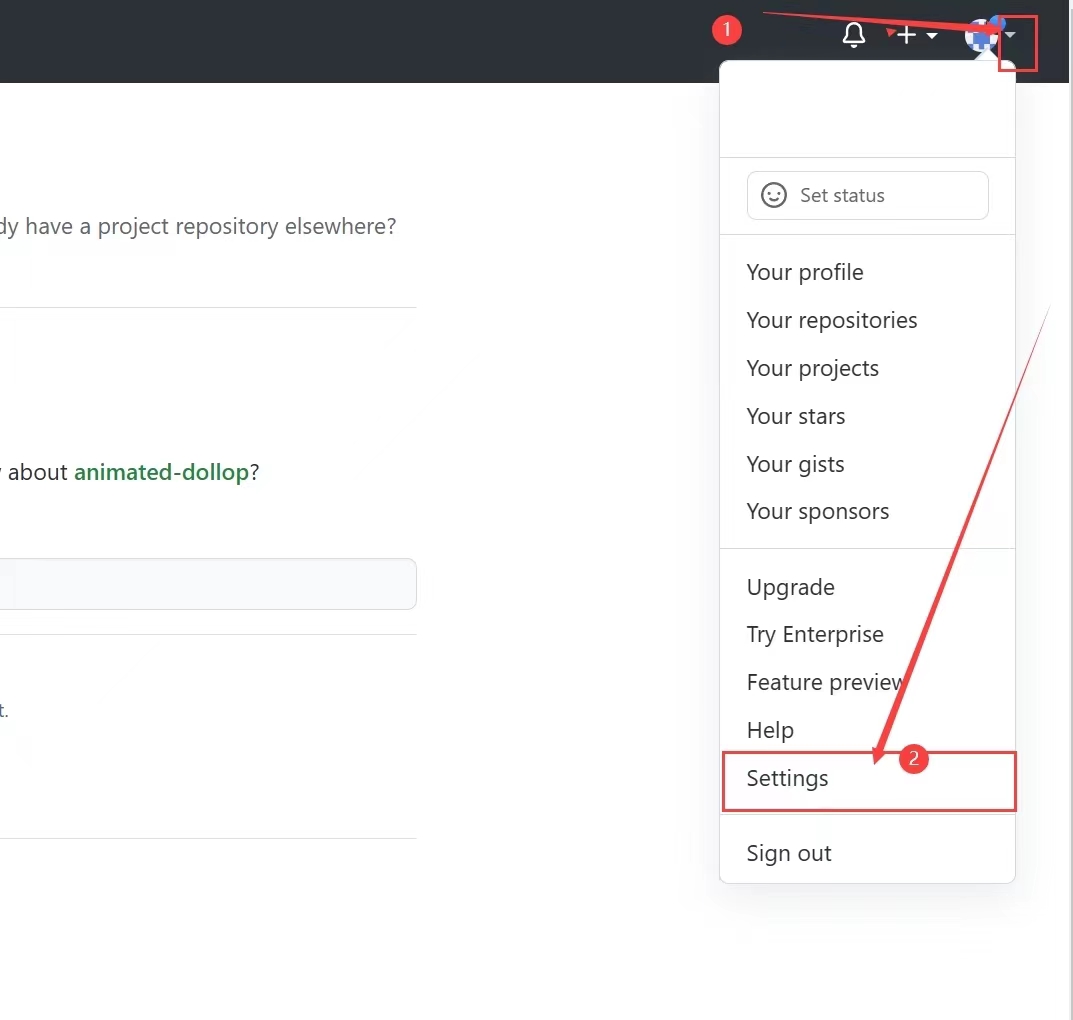 1
have a project repository elsewhere?
about animated-dollop?
Set status
Your profile
Your repositories
Your projects
Your stars
Your gists
Your sponsors
Upgrade
Try Enterprise
Feature preview
Help
2
Settings
Sign out